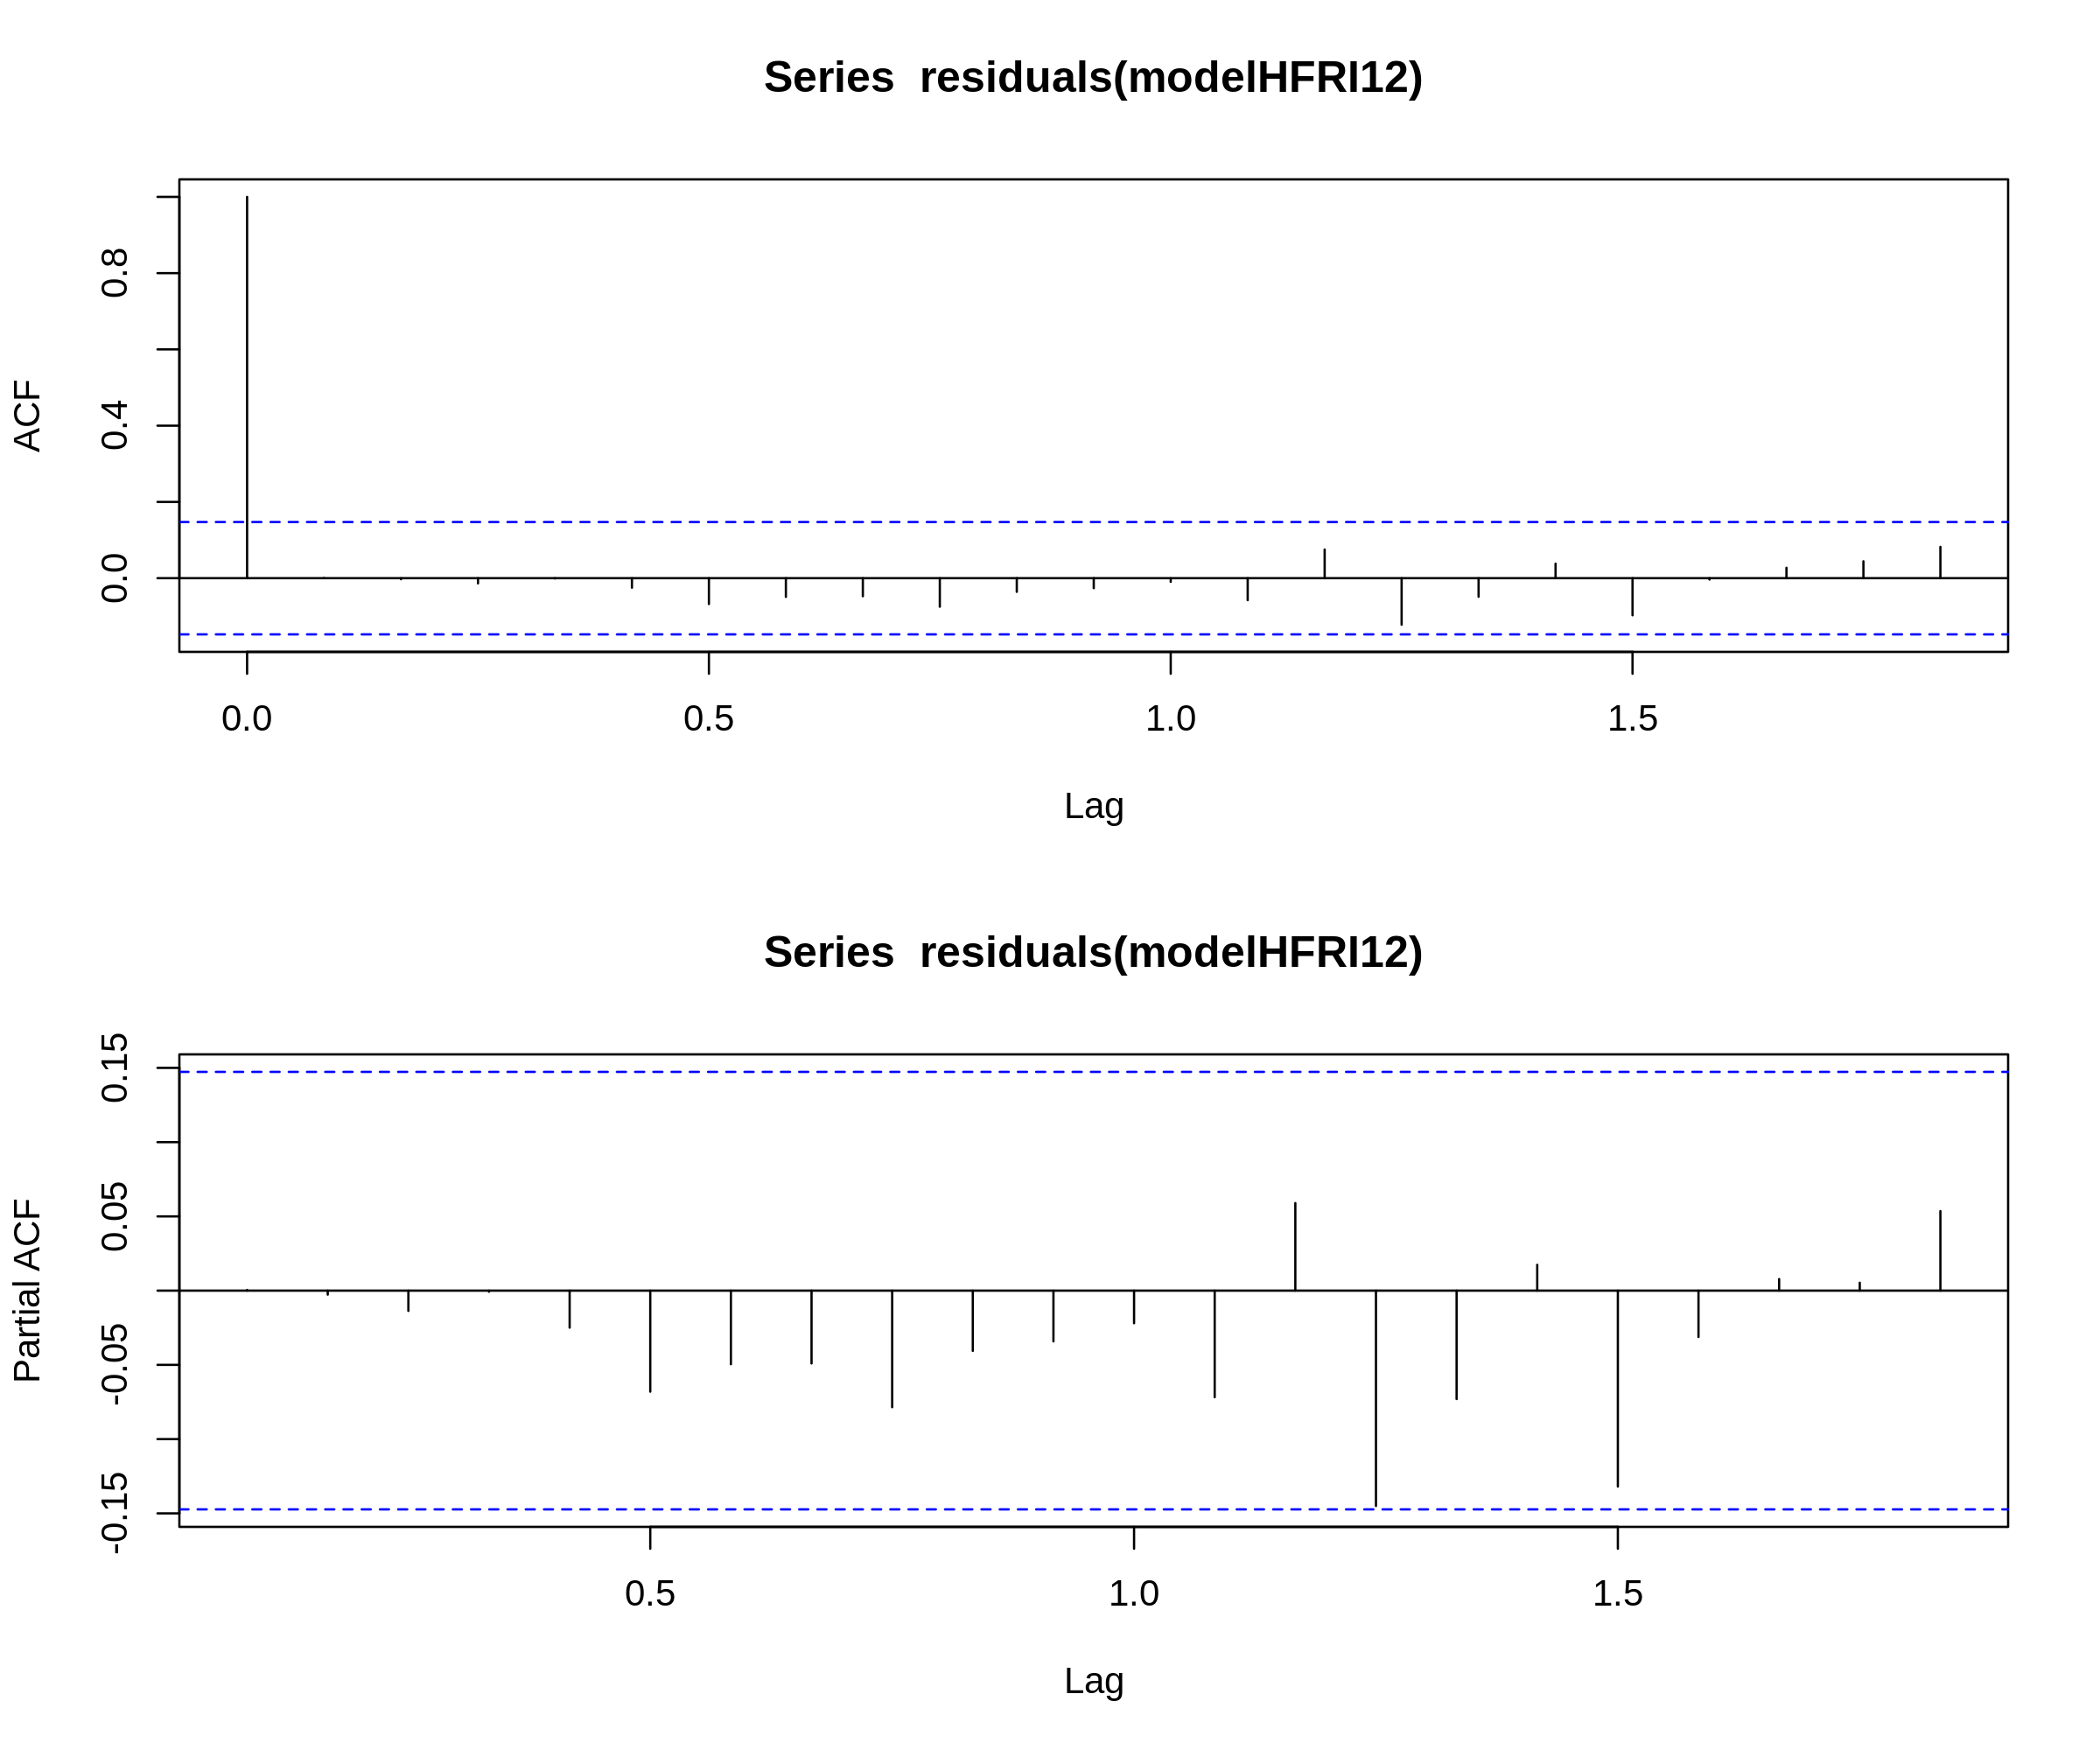 Series  residuals(modelHFRI12)
ACF
0.8
0.4
0.0
0.0 0.5 1.0 1.5
Lag
Series  residuals(modelHFRI12)
Partial ACF
0.15
0.05
-0.05
-0.15
0.5 1.0 1.5
Lag